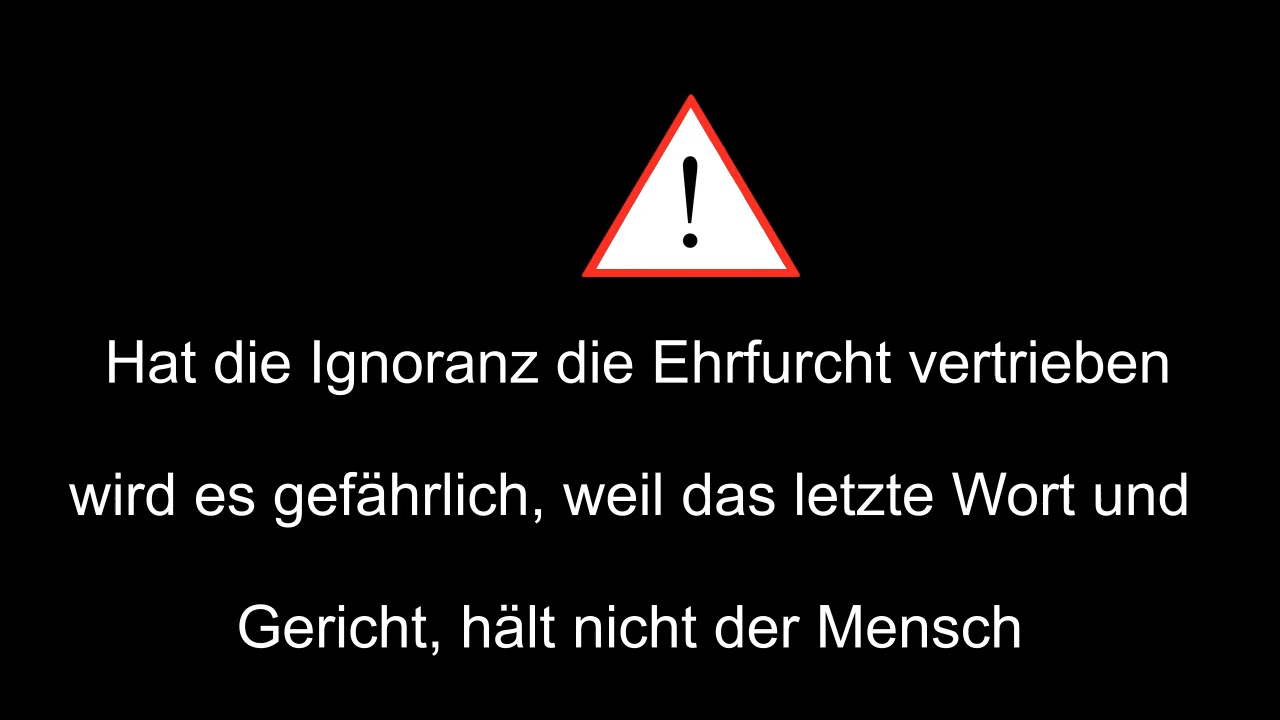 !
Hat die Ignoranz die Ehrfurcht vertrieben
wird es gefährlich, weil das letzte Wort und
Gericht, hält nicht der Mensch